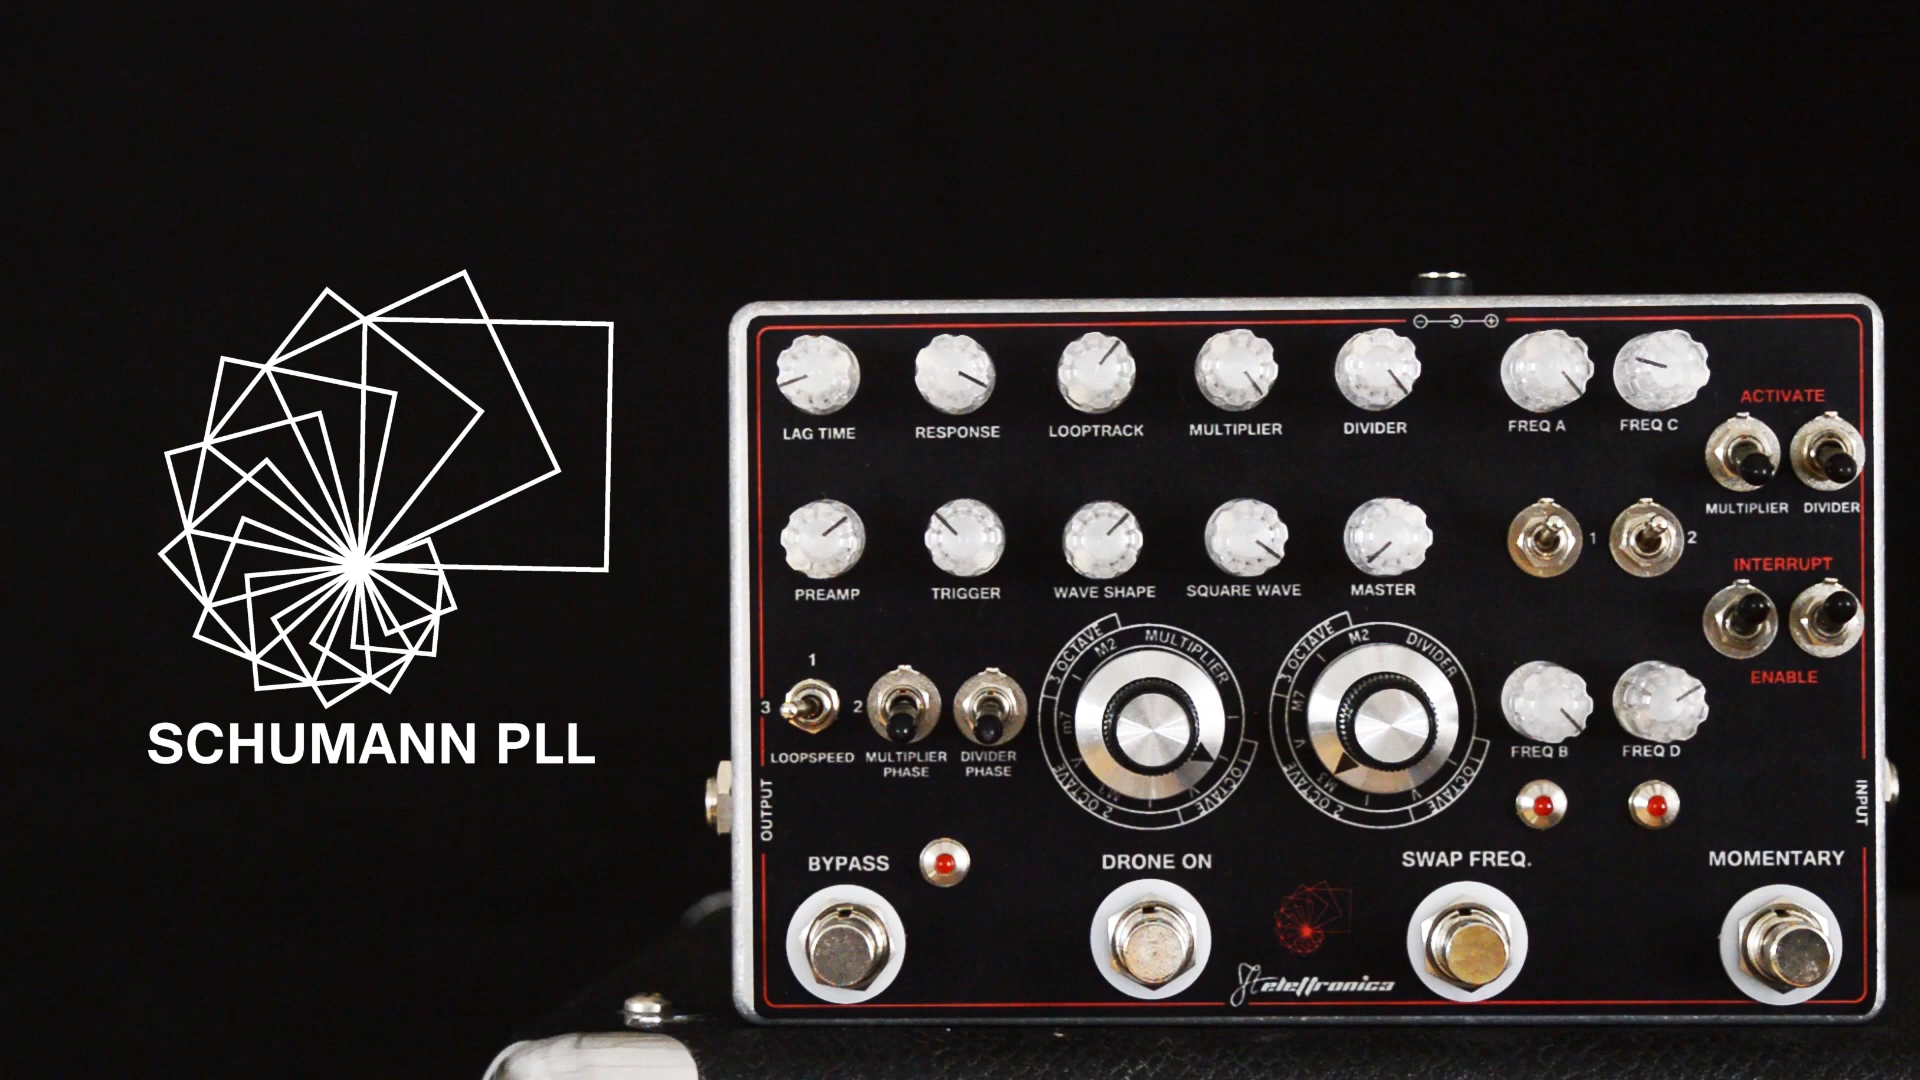 SCHUMANN PLL
LAG TIME
RESPONSE
LOOPTRACK
MULTIPLIER
DIVIDER
FREQ A
FREQ C
ACTIVATE
MULTIPLIER
DIVIDER
1
2
INTERRUPT
ENABLE
PREAMP
TRIGGER
WAVE SHAPE
SQUARE WAVE
MASTER
1
3
2
LOOPSPEED
MULTIPLIER
PHASE
DIVIDER
PHASE
MULTIPLIER
3 OCTAVE
M2
I
m7
V
M3
2 OCTAVE
I
V
1 OCTAVE
I
DIVIDER
3 OCTAVE
M2
I
M7
V
M3
2 OCTAVE
I
V
1 OCTAVE
FREQ B
FREQ D
OUTPUT
INPUT
BYPASS
DRONE ON
SWAP FREQ.
MOMENTARY
elettronica